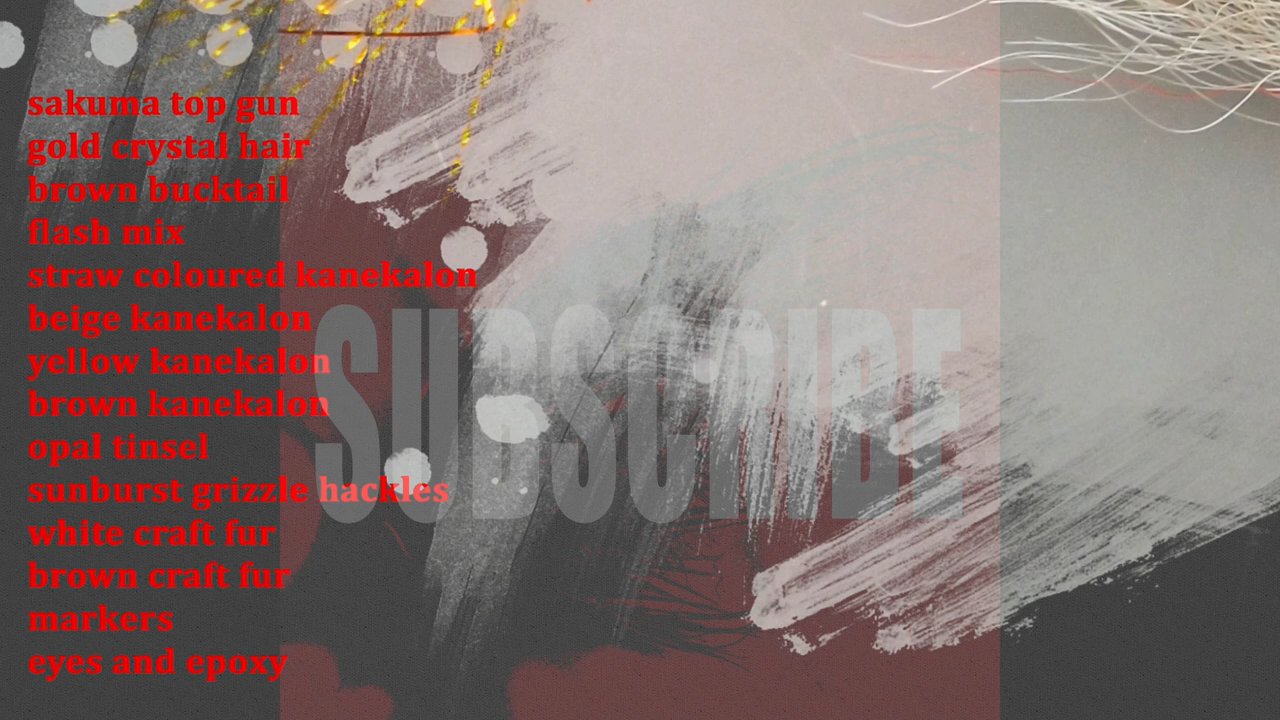 sakuma top gun
gold crystal hair
brown bucktail
flash mix
straw coloured kanekalon
beige kanekalon
yellow kanekalon
brown kanekalon
opal tinsel
sunburst grizzle hackles
white craft fur
brown craft fur
markers
eyes and epoxy
SUBSCRIBE